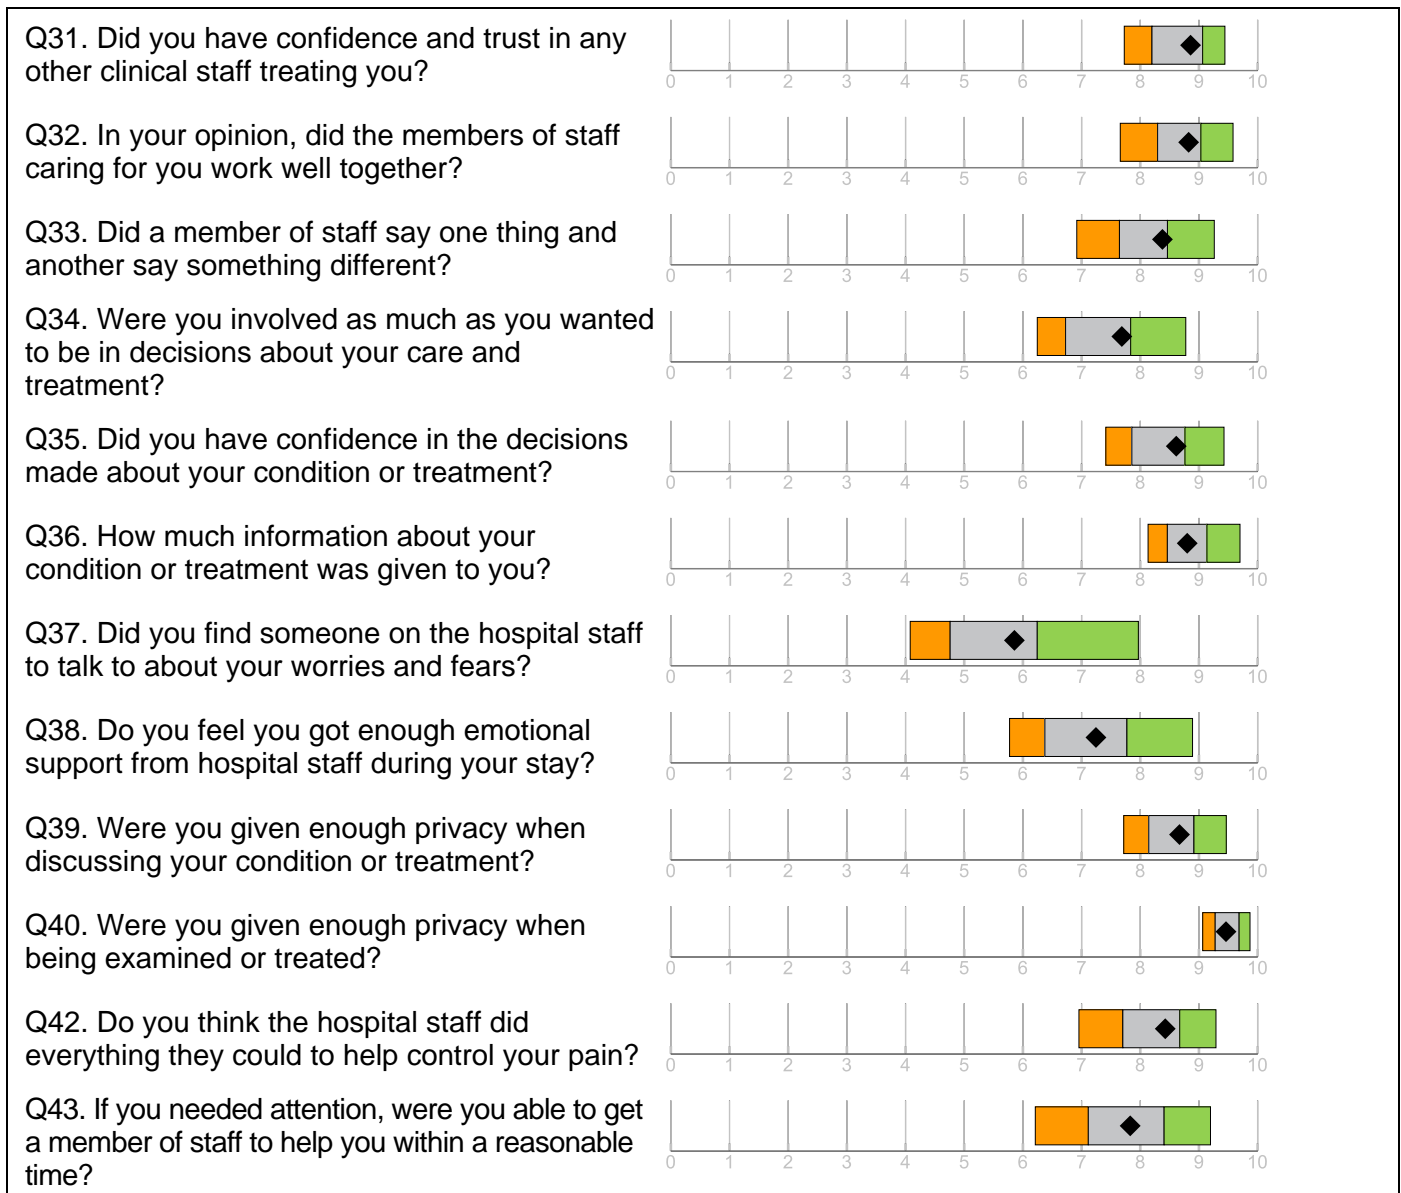 Q31. Did you have confidence and trust in any
other clinical staff treating you?
0 1 2 3 4 5 6 7 8 9 10
Q32. In your opinion, did the members of staff
caring for you work well together?
0 1 2 3 4 5 6 7 8 9 10
Q33. Did a member of staff say one thing and
another say something different?
0 1 2 3 4 5 6 7 8 9 10
Q34. Were you involved as much as you wanted
to be in decisions about your care and
treatment?
0 1 2 3 4 5 6 7 8 9 10
Q35. Did you have confidence in the decisions
made about your condition or treatment?
0 1 2 3 4 5 6 7 8 9 10
Q36. How much information about your
condition or treatment was given to you?
0 1 2 3 4 5 6 7 8 9 10
Q37. Did you find someone on the hospital staff
to talk to about your worries and fears?
0 1 2 3 4 5 6 7 8 9 10
Q38. Do you feel you got enough emotional
support from hospital staff during your stay?
0 1 2 3 4 5 6 7 8 9 10
Q39. Were you given enough privacy when
discussing your condition or treatment?
0 1 2 3 4 5 6 7 8 9 10
Q40. Were you given enough privacy when
being examined or treated?
0 1 2 3 4 5 6 7 8 9 10
Q42. Do you think the hospital staff did
everything they could to help control your pain?
0 1 2 3 4 5 6 7 8 9 10
Q43. If you needed attention, were you able to get
a member of staff to help you within a reasonable
time?
0 1 2 3 4 5 6 7 8 9 10